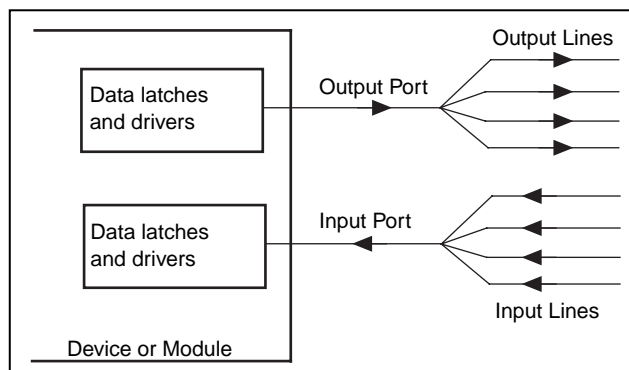 Output Lines
Output Port
Data latches
and drivers
Input Port
Data latches
and drivers
Input Lines
Device or Module